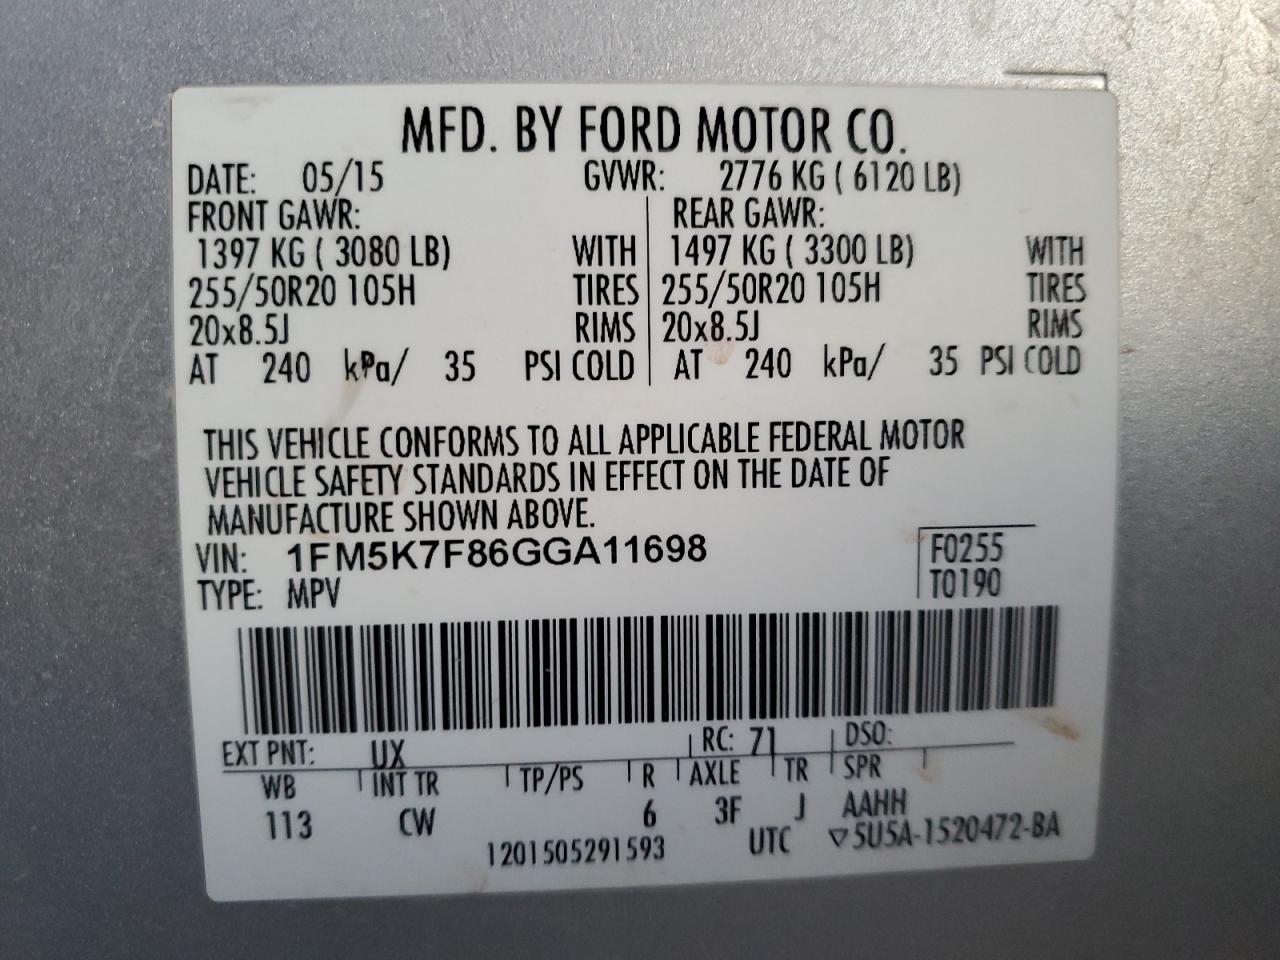 MFD. BY FORD MOTOR CO.
DATE: 05/15 GVWR: 2776 KG ( 6120 LB)
FRONT GAWR: REAR GAWR:
1397 KG ( 3080 LB) WITH 1497 KG ( 3300 LB) WITH
255/50R20 105H TIRES 255/50R20 105H TIRES
20x8.5J RIMS 20x8.5J RIMS
AT 240 kPa/ 35 PSI COLD AT 240 kPa/ 35 PSI COLD
THIS VEHICLE CONFORMS TO ALL APPLICABLE FEDERAL MOTOR
VEHICLE SAFETY STANDARDS IN EFFECT ON THE DATE OF
MANUFACTURE SHOWN ABOVE.
VIN: 1FM5K7F86GGA11698 F0255
TYPE: MPV T0190
EXT PNT: UX RC: 71 DSO:
WB INT TR TP/PS R AXLE TR SPR
113 CW 6 3F J AAHH
1201505291593 UTC ▽5U5A-1520472-BA